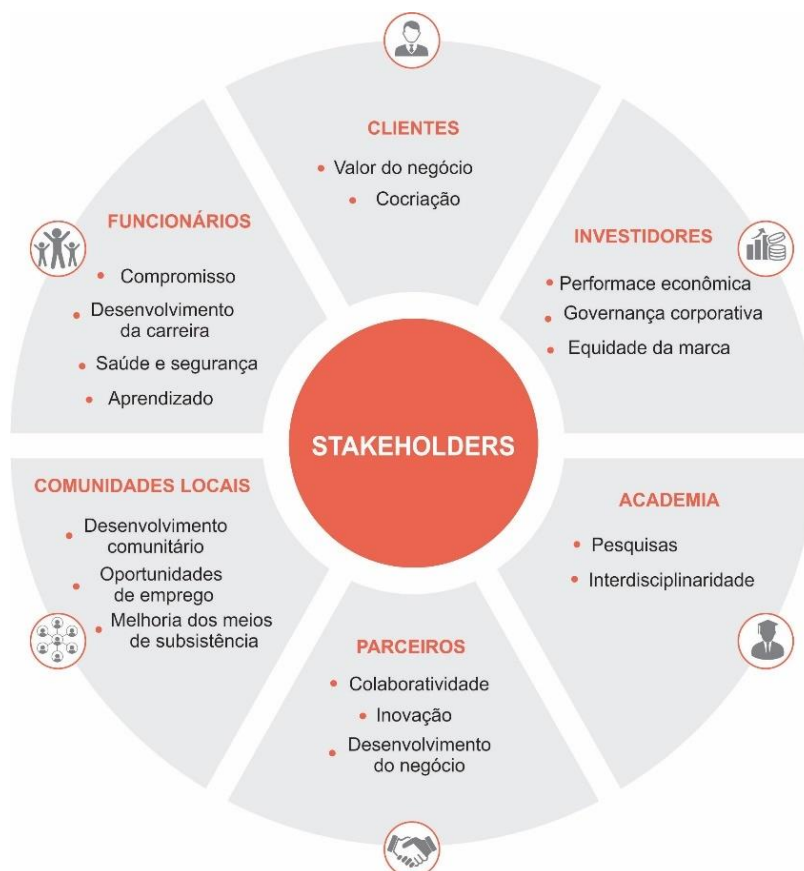 CLIENTES
Valor do negócio
Cocriação
INVESTIDORES
Performace econômica
Governança corporativa
Equidade da marca
ACADEMIA
Pesquisas
Interdisciplinaridade
PARCEIROS
Colaboratividade
Inovação
Desenvolvimento
do negócio
COMUNIDADES LOCAIS
Desenvolvimento
comunitário
Oportunidades
de emprego
Melhoria dos meios
de subsistência
FUNCIONÁRIOS
Compromisso
Desenvolvimento
da carreira
Saúde e segurança
Aprendizado
STAKEHOLDERS